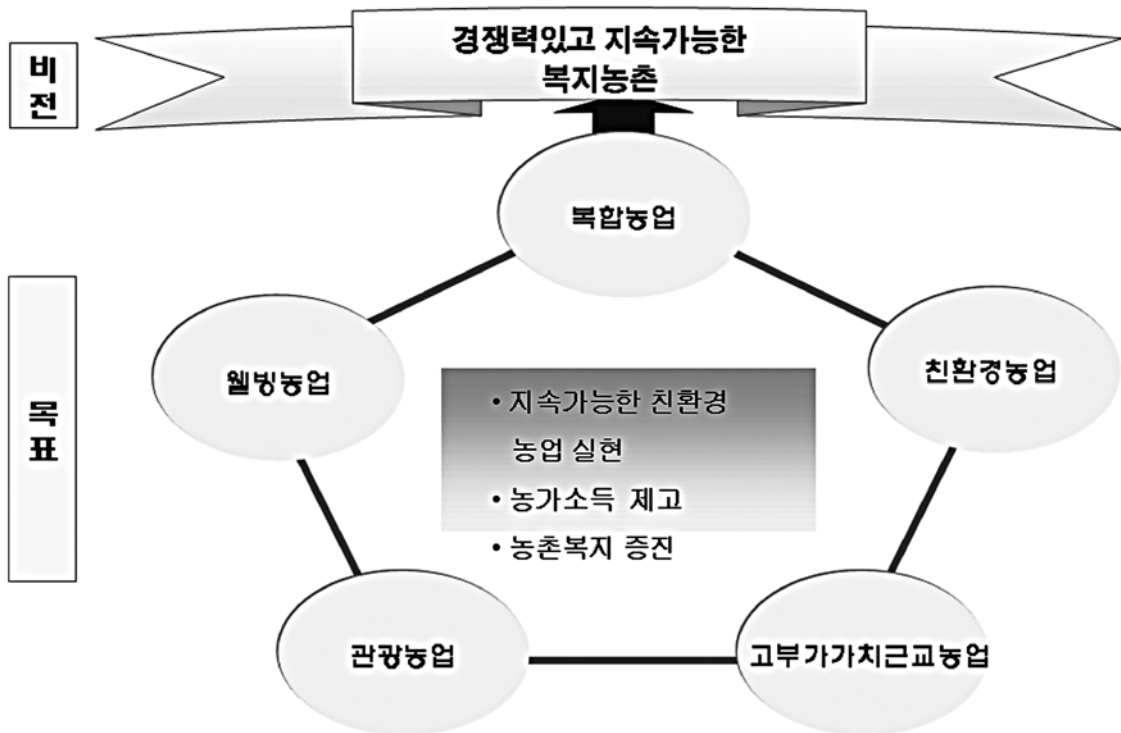 비
전
경쟁력있고 지속가능한
복지농촌
복합농업
웰빙농업
친환경농업
목
표
• 지속가능한 친환경
농업 실현
• 농가소득 제고
• 농촌복지 증진
관광농업
고부가가치근교농업